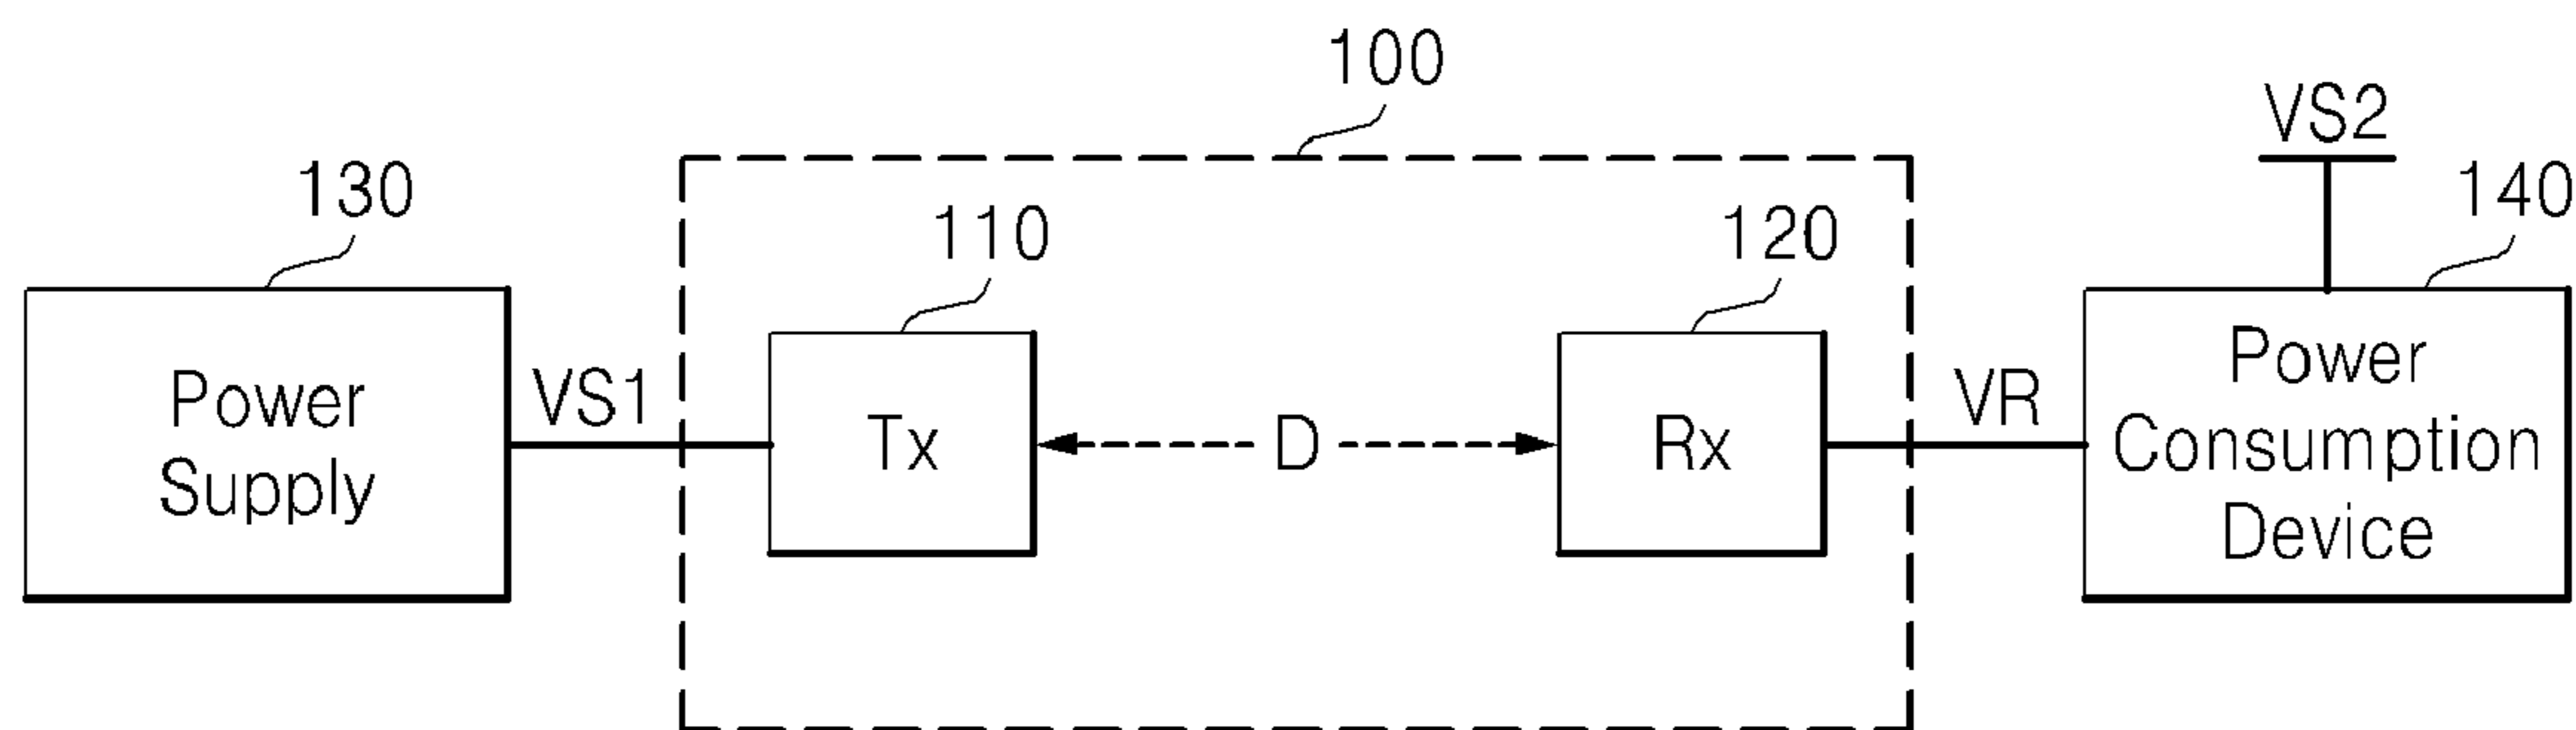 100
VS2
130
110
120
140
Power
Supply
VS1
Tx
D
Rx
VR
Power
Consumption
Device